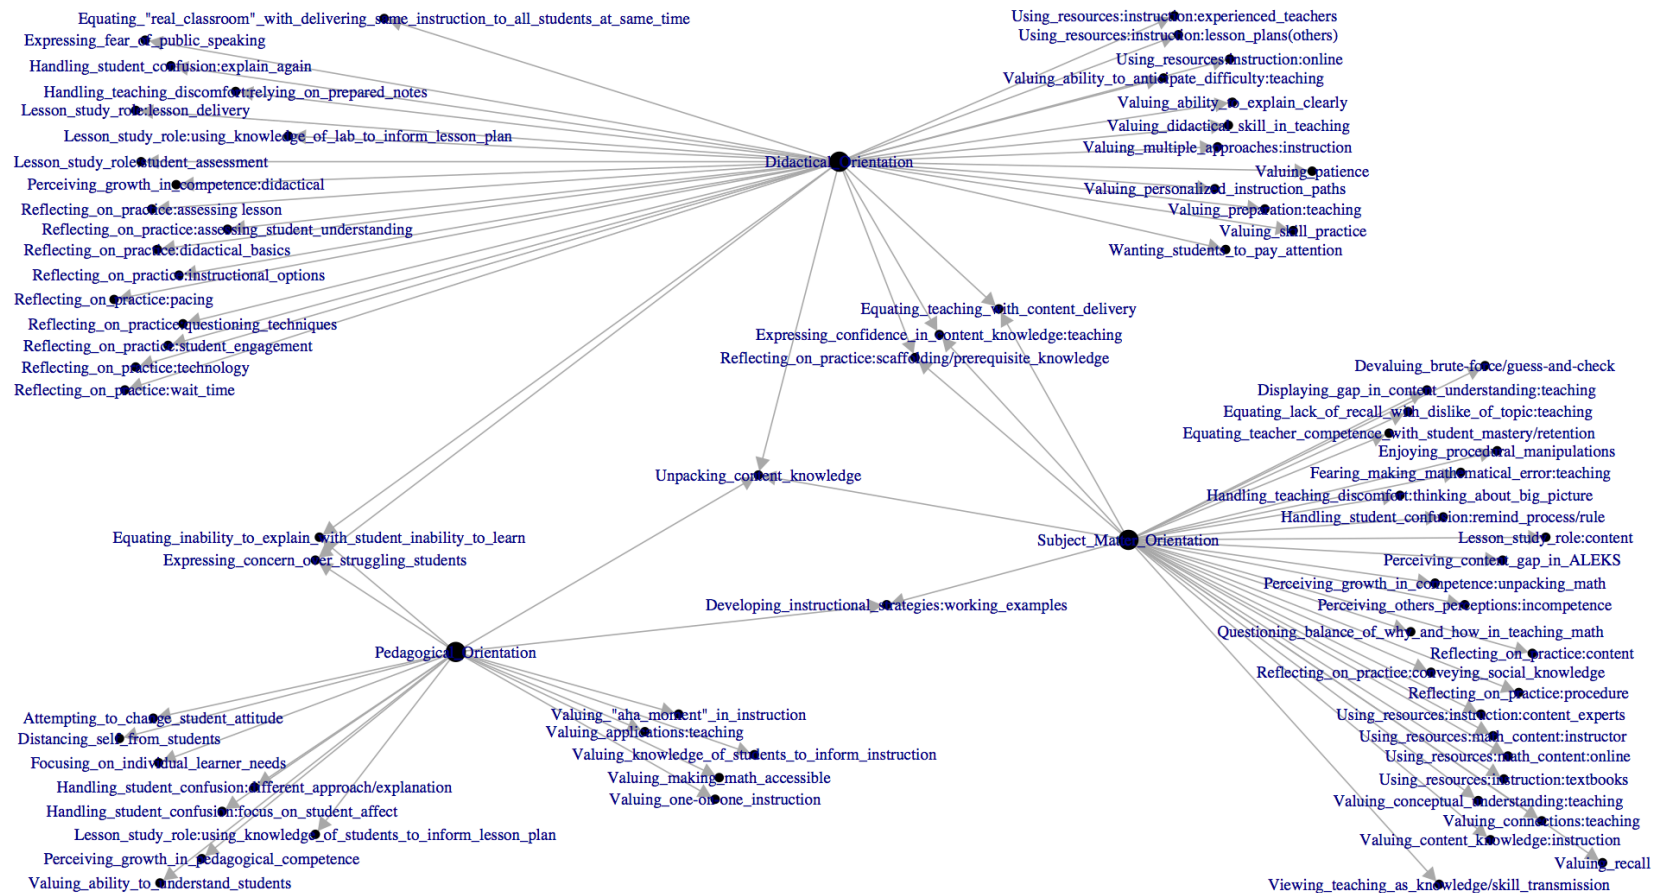 Equating_"real_classroom"_with_delivering_same_instruction_to_all_students_at_same_time
Expressing_fear_of_public_speaking
Handling_student_confusion:explain_again
Handling_teaching_discomfort:relying_on_prepared_notes
Lesson_study_role:lesson_delivery
Lesson_study_role:using_knowledge_of_lab_to_inform_lesson_plan
Lesson_study_role:student_assessment
Perceiving_growth_in_competence:didactical
Reflecting_on_practice:assessing lesson
Reflecting_on_practice:assessing_student_understanding
Reflecting_on_practice:didactical_basics
Reflecting_on_practice:instructional_options
Reflecting_on_practice:pacing
Reflecting_on_practice:questioning_techniques
Reflecting_on_practice:student_engagement
Reflecting_on_practice:technology
Reflecting_on_practice:wait_time
Didactical_Orientation
Using_resources:instruction:experienced_teachers
Using_resources:instruction:lesson_plans(others)
Using_resources:instruction:online
Valuing_ability_to_anticipate_difficulty:teaching
Valuing_ability_to_explain_clearly
Valuing_didactical_skill_in_teaching
Valuing_multiple_approaches:instruction
Valuing_patience
Valuing_personalized_instruction_paths
Valuing_preparation:teaching
Valuing_skill_practice
Wanting_students_to_pay_attention
Equating_teaching_with_content_delivery
Expressing_confidence_in_content_knowledge:teaching
Reflecting_on_practice:scaffolding/prerequisite_knowledge
Unpacking_content_knowledge
Equating_inability_to_explain_with_student_inability_to_learn
Expressing_concern_over_struggling_students
Developing_instructional_strategies:working_examples
Subject_Matter_Orientation
Devaluing_brute-force/guess-and-check
Displaying_gap_in_content_understanding:teaching
Equating_lack_of_recall_with_dislike_of_topic:teaching
Equating_teacher_competence_with_student_mastery/retention
Enjoying_procedural_manipulations
Fearing_making_mathematical_error:teaching
Handling_teaching_discomfort:thinking_about_big_picture
Handling_student_confusion:remind_process/rule
Lesson_study_role:content
Perceiving_content_gap_in_ALEKS
Perceiving_growth_in_competence:unpacking_math
Perceiving_others_perceptions:incompetence
Questioning_balance_of_why_and_how_in_teaching_math
Reflecting_on_practice:content
Reflecting_on_practice:conveying_social_knowledge
Reflecting_on_practice:procedure
Using_resources:instruction:content_experts
Using_resources:math_content:instructor
Using_resources:math_content:online
Using_resources:instruction:textbooks
Valuing_conceptual_understanding:teaching
Valuing_connections:teaching
Valuing_content_knowledge:instruction
Valuing_recall
Viewing_teaching_as_knowledge/skill_transmission
Pedagogical_Orientation
Attempting_to_change_student_attitude
Distancing_self_from_students
Focusing_on_individual_learner_needs
Handling_student_confusion:different_approach/explanation
Handling_student_confusion:focus_on_student_affect
Lesson_study_role:using_knowledge_of_students_to_inform_lesson_plan
Perceiving_growth_in_pedagogical_competence
Valuing_ability_to_understand_students
Valuing_"aha_moment"_in_instruction
Valuing_applications:teaching
Valuing_knowledge_of_students_to_inform_instruction
Valuing_making_math_accessible
Valuing_one-on-one_instruction